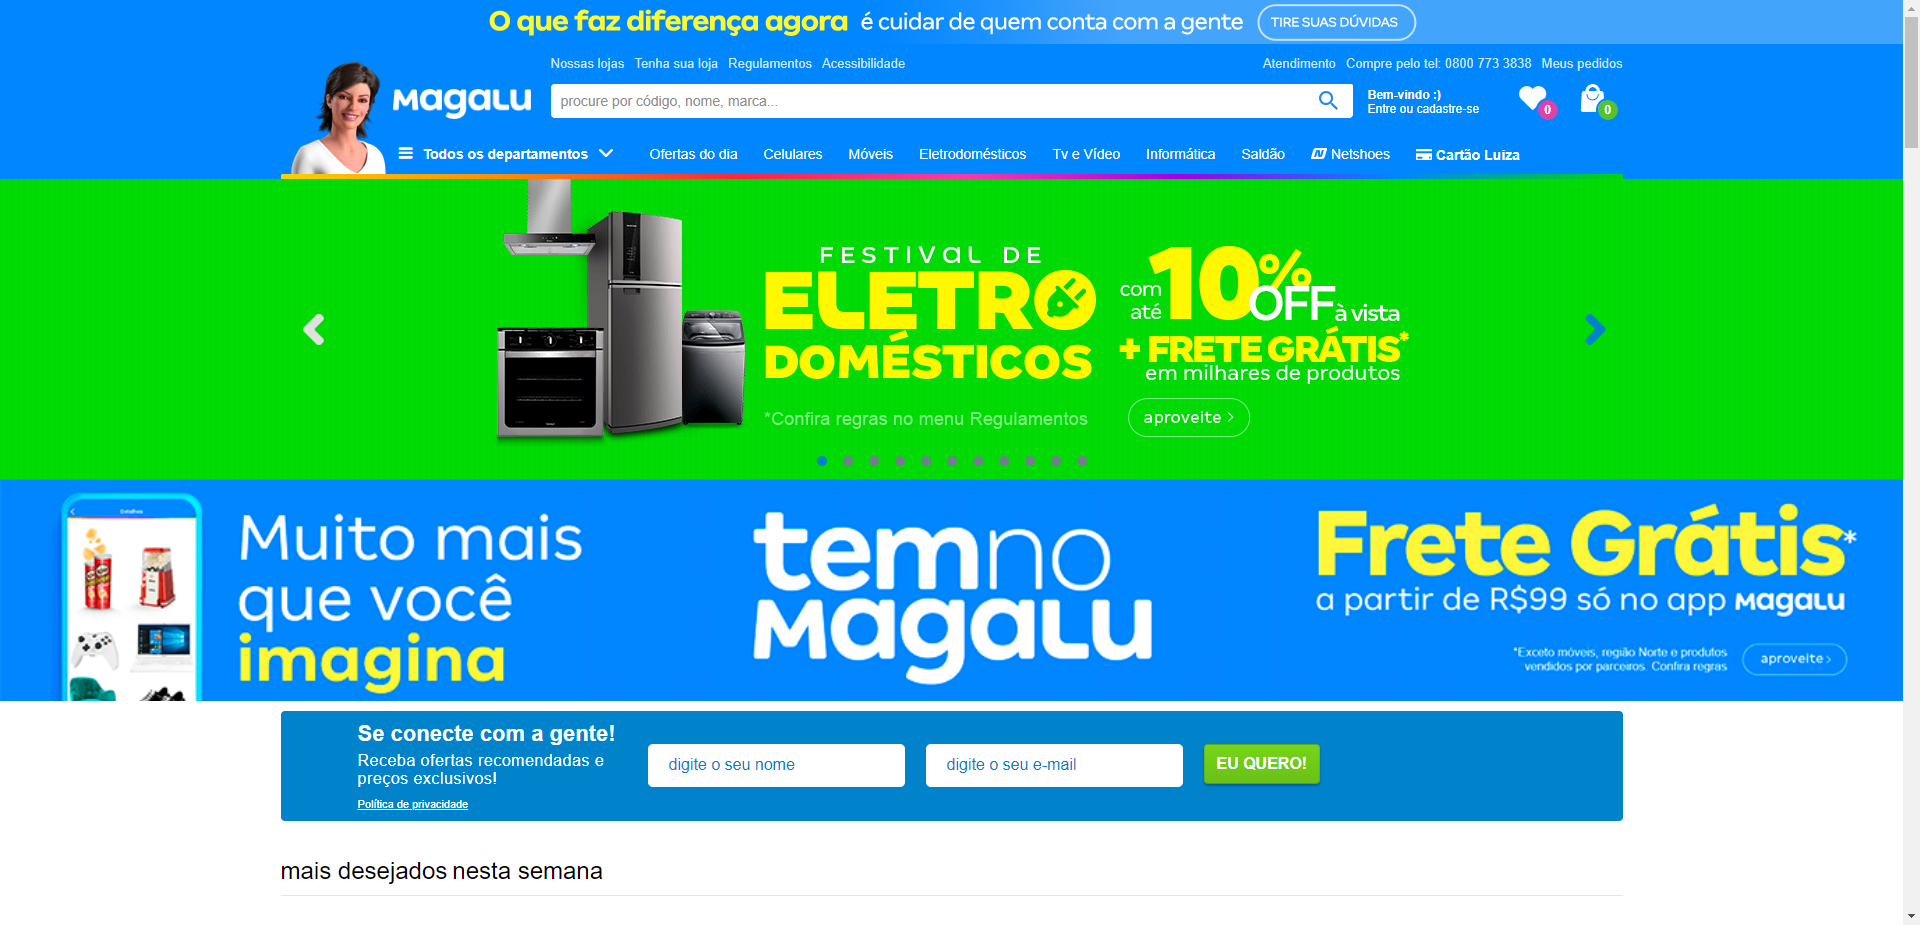 O que faz diferença agora é cuidar de quem conta com a gente TIRE SUAS DÚVIDAS
Nossas lojas Tenha sua loja Regulamentos Acessibilidade Atendimento Compre pelo tel: 0800 773 3838 Meus pedidos
Magalu
procure por código, nome, marca...
Bem-vindo :)
Entre ou cadastre-se
0
0
Todos os departamentos Ofertas do dia Celulares Móveis Eletrodomésticos Tv e Vídeo Informática Saldão Netshoes Cartão Luiza
FESTIVAL DE
ELETRO
DOMÉSTICOS
*Confira regras no menu Regulamentos
com até 10% OFF à vista
+ FRETE GRÁTIS*
em milhares de produtos
aproveite >
Detalhes
Muito mais
que você
imagina
temno
Magalu
Frete Grátis*
a partir de R$99 só no app Magalu
*Exceto móveis, região Norte e produtos
vendidos por parceiros. Confira regras
aproveite >
Se conecte com a gente!
Receba ofertas recomendadas e
preços exclusivos!
Política de privacidade
digite o seu nome
digite o seu e-mail
EU QUERO!
mais desejados nesta semana